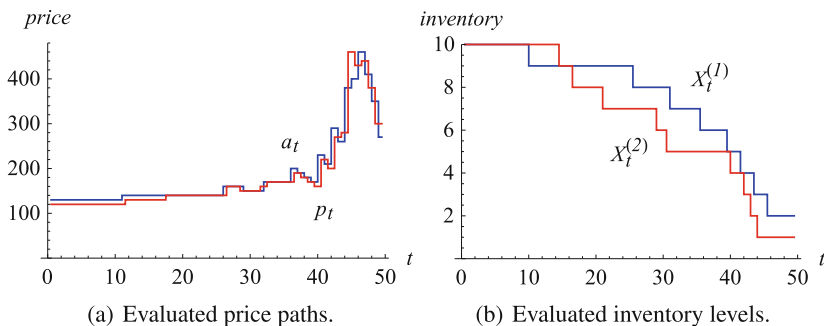 price
400
300
200
100
a_t
p_t
0 10 20 30 40 50 t
(a) Evaluated price paths.
inventory
10
8
6
4
2
X_t^{(1)}
X_t^{(2)}
0 10 20 30 40 50 t
(b) Evaluated inventory levels.